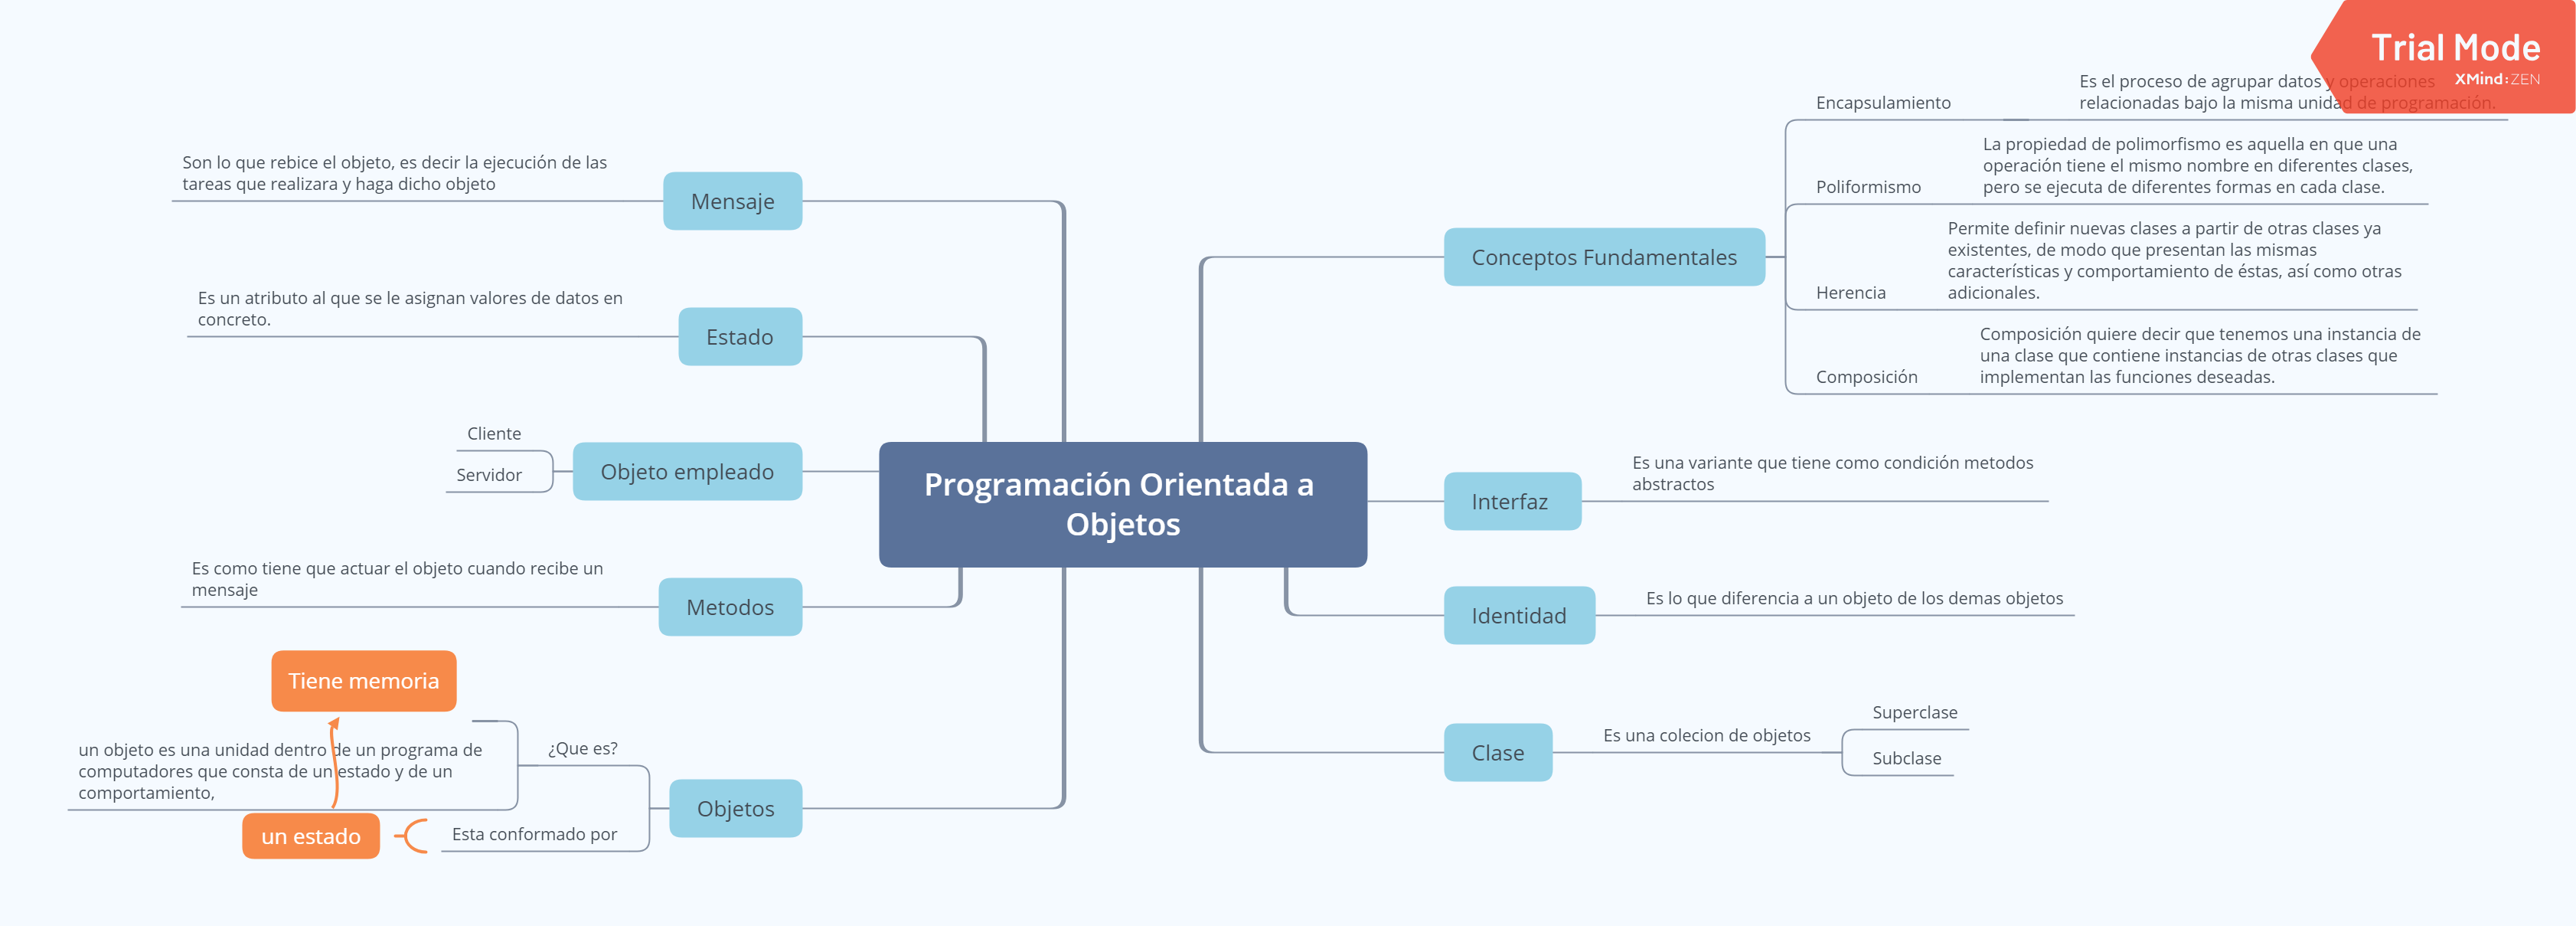 Trial Mode
XMind:ZEN
Programación Orientada a
Objetos
Conceptos Fundamentales
Encapsulamiento
Es el proceso de agrupar datos y operaciones
relacionadas bajo la misma unidad de programación.
Poliformismo
La propiedad de polimorfismo es aquella en que una
operación tiene el mismo nombre en diferentes clases,
pero se ejecuta de diferentes formas en cada clase.
Herencia
Permite definir nuevas clases a partir de otras clases ya
existentes, de modo que presentan las mismas
características y comportamiento de éstas, así como otras
adicionales.
Composición
Composición quiere decir que tenemos una instancia de
una clase que contiene instancias de otras clases que
implementan las funciones deseadas.
Interfaz
Es una variante que tiene como condición metodos
abstractos
Identidad
Es lo que diferencia a un objeto de los demas objetos
Clase
Es una colecion de objetos
Superclase
Subclase
Mensaje
Son lo que rebice el objeto, es decir la ejecución de las
tareas que realizara y haga dicho objeto
Estado
Es un atributo al que se le asignan valores de datos en
concreto.
Objeto empleado
Cliente
Servidor
Metodos
Es como tiene que actuar el objeto cuando recibe un
mensaje
Objetos
¿Que es?
Tiene memoria
un objeto es una unidad dentro de un programa de
computadores que consta de un estado y de un
comportamiento,
Esta conformado por
un estado